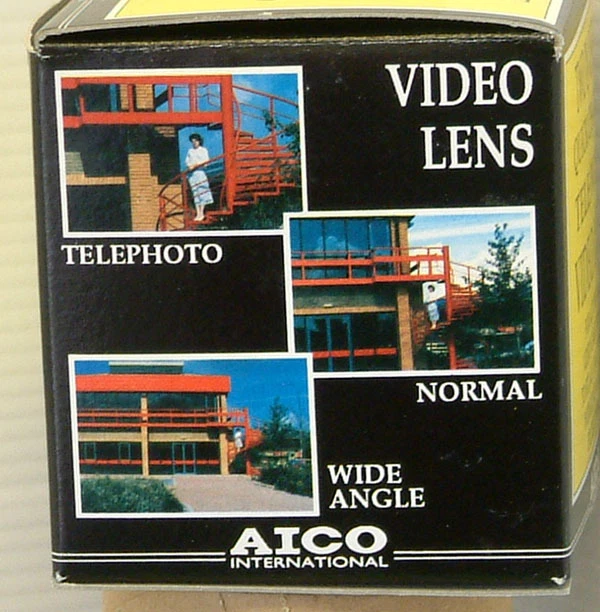 VIDEO
LENS
TELEPHOTO
NORMAL
WIDE
ANGLE
AICO
INTERNATIONAL